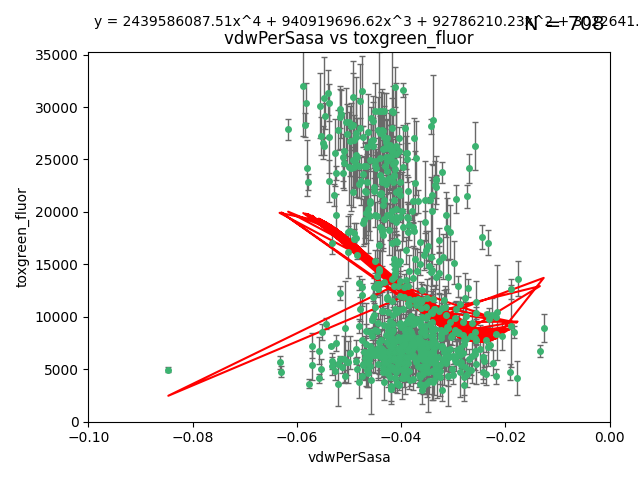 y = 2439586087.51x^4 + 940919696.62x^3 + 92786210.23x^2 +
N = 708
vdwPerSasa vs toxgreen_fluor
35000
30000
25000
20000
15000
10000
5000
0
toxgreen_fluor
−0.10 −0.08 −0.06 −0.04 −0.02 0.00
vdwPerSasa